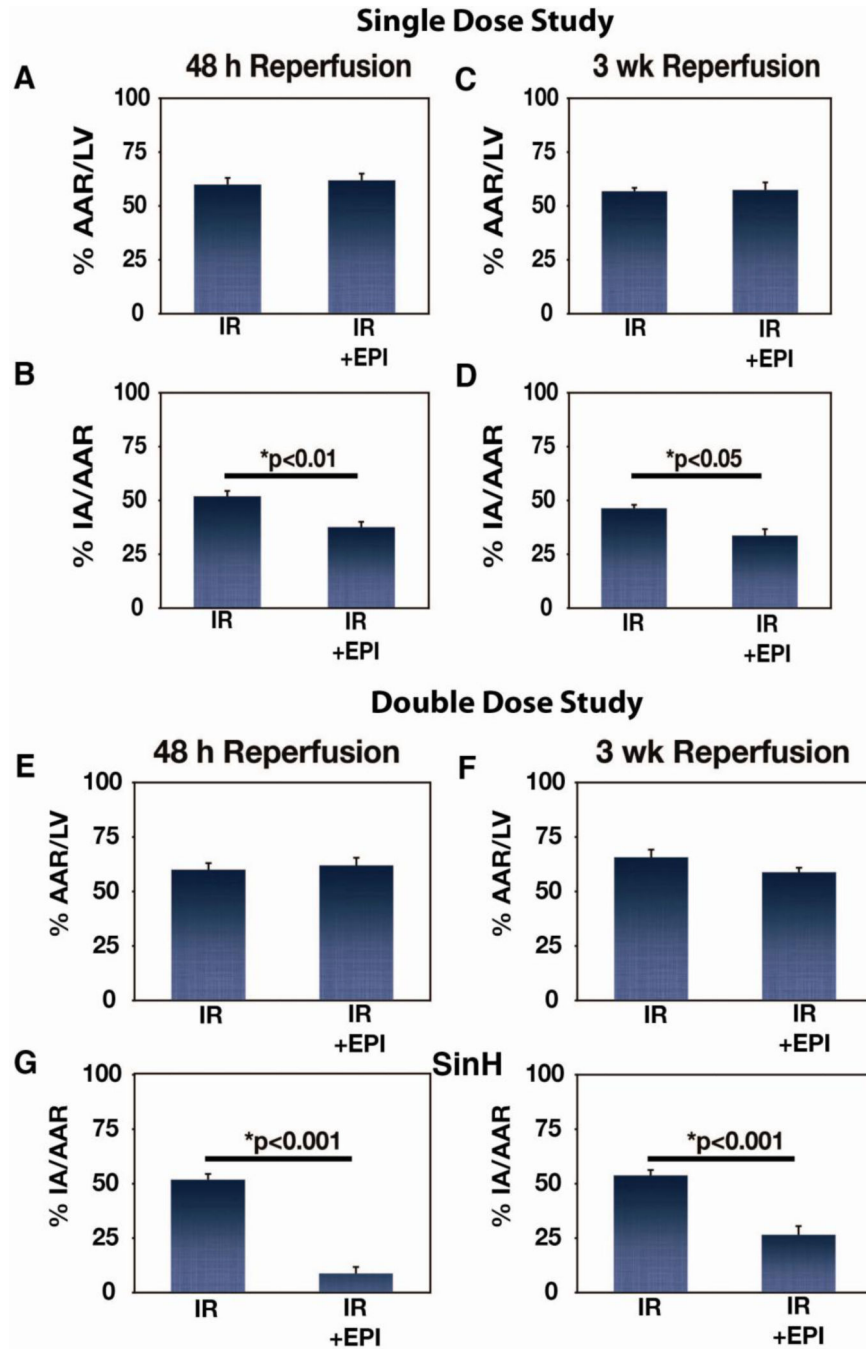 Single Dose Study
A
48 h Reperfusion
% AAR/LV
100
75
50
25
0
IR
IR
+EPI
C
3 wk Reperfusion
% AAR/LV
100
75
50
25
0
IR
IR
+EPI
B
% IA/AAR
100
75
50
25
0
*p<0.01
IR
IR
+EPI
D
% IA/AAR
100
75
50
25
0
*p<0.05
IR
IR
+EPI
Double Dose Study
E
48 h Reperfusion
% AAR/LV
100
75
50
25
0
IR
IR
+EPI
F
3 wk Reperfusion
% AAR/LV
100
75
50
25
0
IR
IR
+EPI
G
% IA/AAR
100
75
50
25
0
*p<0.001
IR
IR
+EPI
SinH
% IA/AAR
100
75
50
25
0
*p<0.001
IR
IR
+EPI